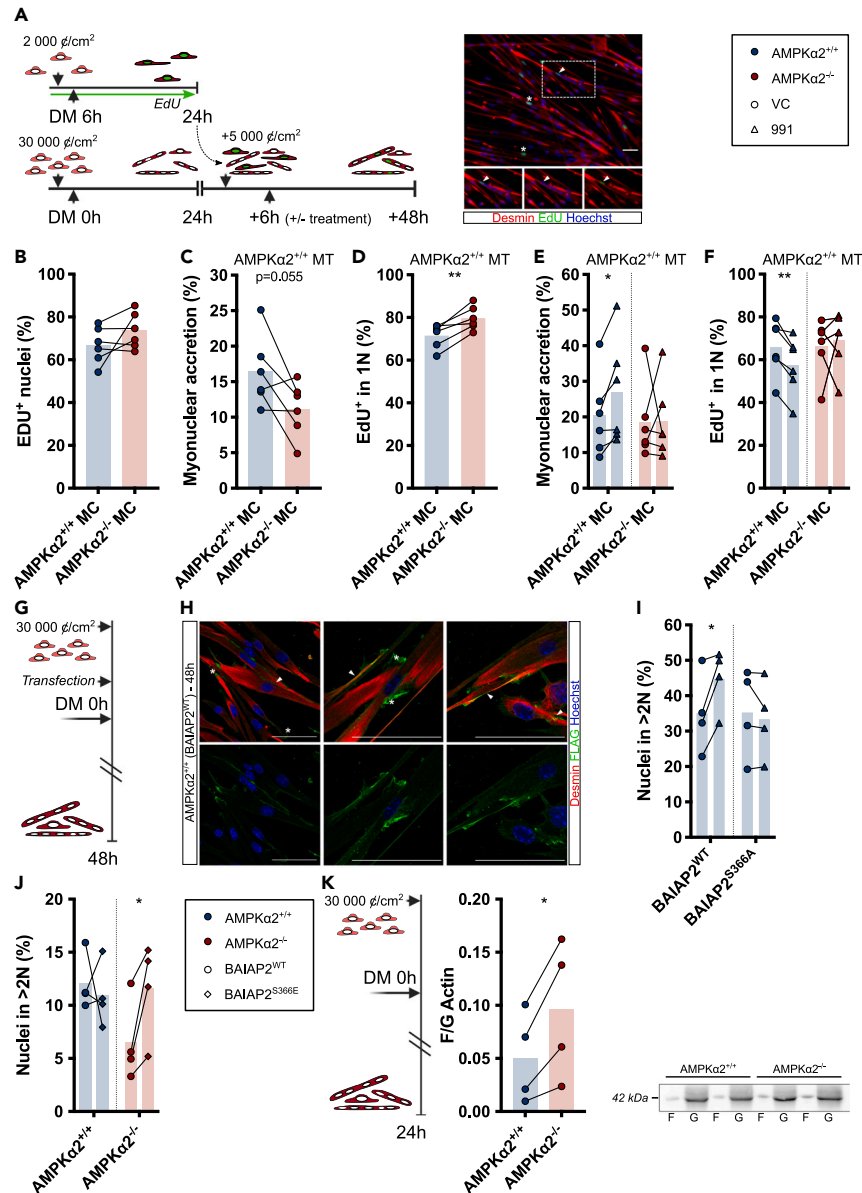 A
2 000 ¢/cm²
EdU
DM 6h
24h
30 000 ¢/cm²
+5 000 ¢/cm²
DM 0h
24h
+6h (+/- treatment)
+48h
Desmin EdU Hoechst
AMPKα2⁺/⁺
AMPKα2⁻/⁻
VC
991
B
EDU⁺ nuclei (%)
100
80
60
40
20
0
AMPKα2⁺/⁺ MC
AMPKα2⁻/⁻ MC
C
AMPKα2⁺/⁺ MT
p=0.055
Myonuclear accretion (%)
30
25
20
15
10
5
0
AMPKα2⁺/⁺ MC
AMPKα2⁻/⁻ MC
D
AMPKα2⁺/⁺ MT
**
EdU⁺ in 1N (%)
100
80
60
40
20
0
AMPKα2⁺/⁺ MC
AMPKα2⁻/⁻ MC
E
AMPKα2⁺/⁺ MT
*
Myonuclear accretion (%)
60
50
40
30
20
10
0
AMPKα2⁺/⁺ MC
AMPKα2⁻/⁻ MC
F
AMPKα2⁺/⁺ MT
**
EdU⁺ in 1N (%)
100
80
60
40
20
0
AMPKα2⁺/⁺ MC
AMPKα2⁻/⁻ MC
G
30 000 ¢/cm²
Transfection
DM 0h
48h
H
AMPKα2⁺/⁺ (BAIAP2ᵂᵀ) - 48h
Desmin FLAG Hoechst
I
*
Nuclei in >2N (%)
60
50
40
30
20
10
0
BAIAP2ᵂᵀ
BAIAP2ˢ³⁶⁶ᴬ
J
*
Nuclei in >2N (%)
20
15
10
5
0
AMPKα2⁺/⁺
AMPKα2⁻/⁻
AMPKα2⁺/⁺
AMPKα2⁻/⁻
BAIAP2ᵂᵀ
BAIAP2ˢ³⁶⁶ᴱ
K
30 000 ¢/cm²
DM 0h
24h
*
F/G Actin
0.20
0.15
0.10
0.05
0.00
AMPKα2⁺/⁺
AMPKα2⁻/⁻
AMPKα2⁺/⁺ AMPKα2⁻/⁻
42 kDa
F G F G F G F G